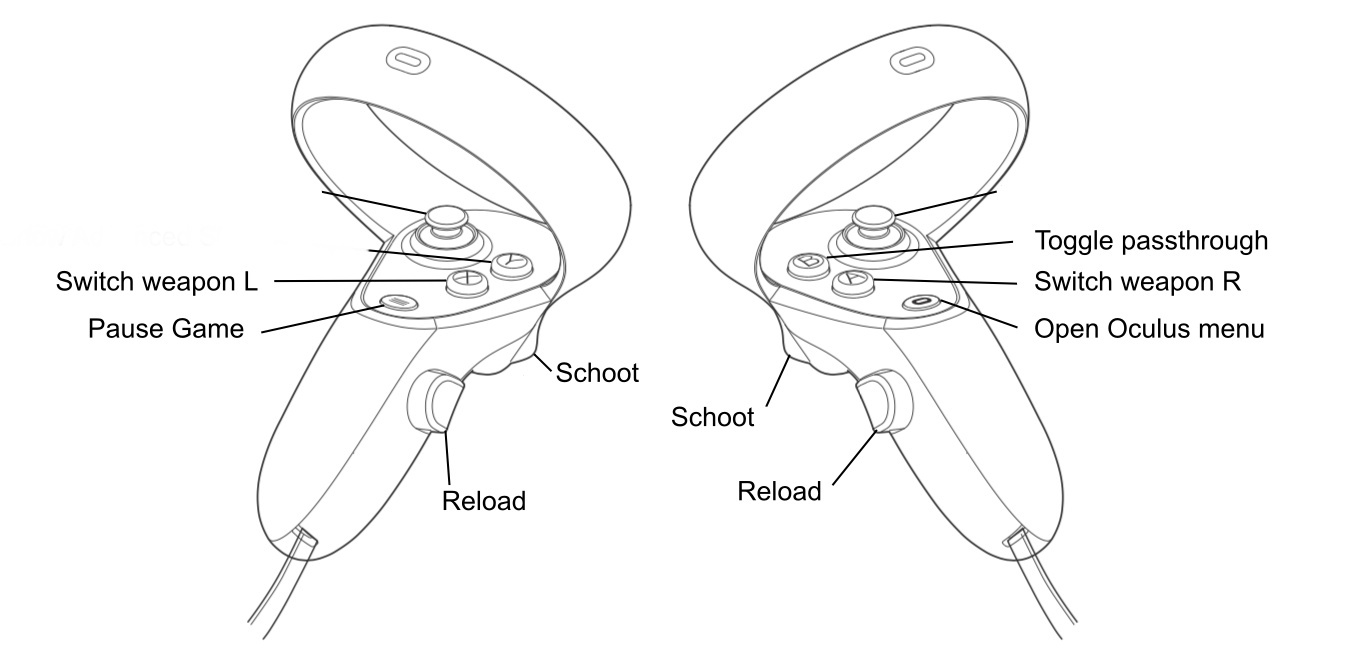 Y
X
B
A
Switch weapon L
Pause Game
Schoot
Reload
Toggle passthrough
Switch weapon R
Open Oculus menu
Schoot
Reload